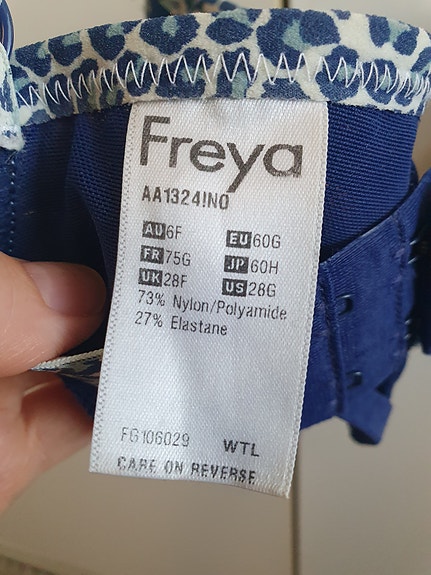 Freya
AA1324INO
AU 6F EU 60G
FR 75G JP 60H
UK 28F US 28G
73% Nylon/Polyamide
27% Elastane
FG106029 WTL
CARE ON REVERSE